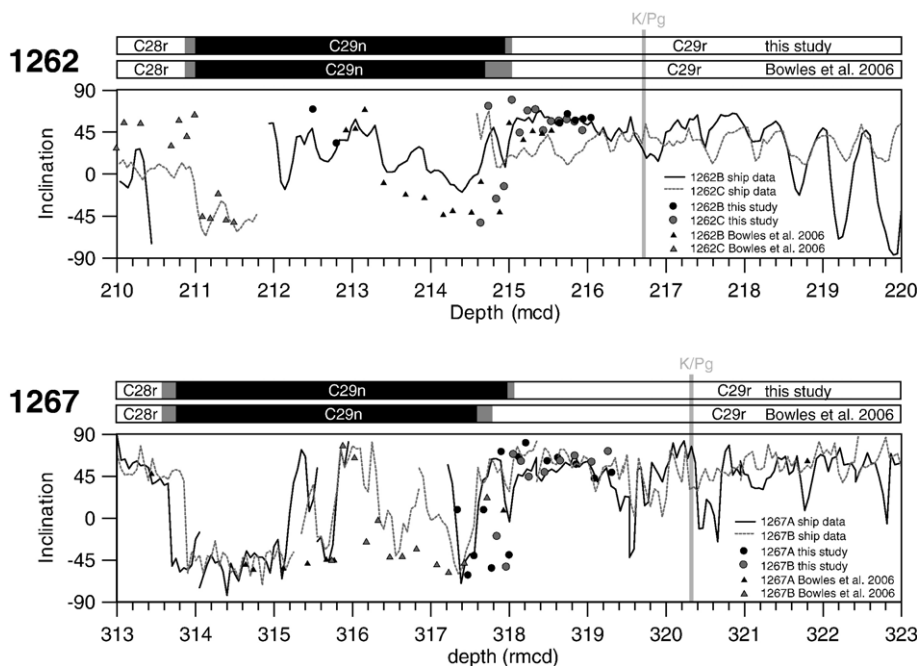 K/Pg
1262
C28r C29n C29r this study
C28r C29n C29r Bowles et al. 2006
Inclination
90
45
0
-45
-90
1262B ship data
1262C ship data
1262B this study
1262C this study
1262B Bowles et al. 2006
1262C Bowles et al. 2006
210 211 212 213 214 215 216 217 218 219 220
Depth (mcd)
K/Pg
1267
C28r C29n C29r this study
C28r C29n C29r Bowles et al. 2006
Inclination
90
45
0
-45
-90
1267A ship data
1267B ship data
1267A this study
1267B this study
1267A Bowles et al. 2006
1267B Bowles et al. 2006
313 314 315 316 317 318 319 320 321 322 323
depth (rmcd)